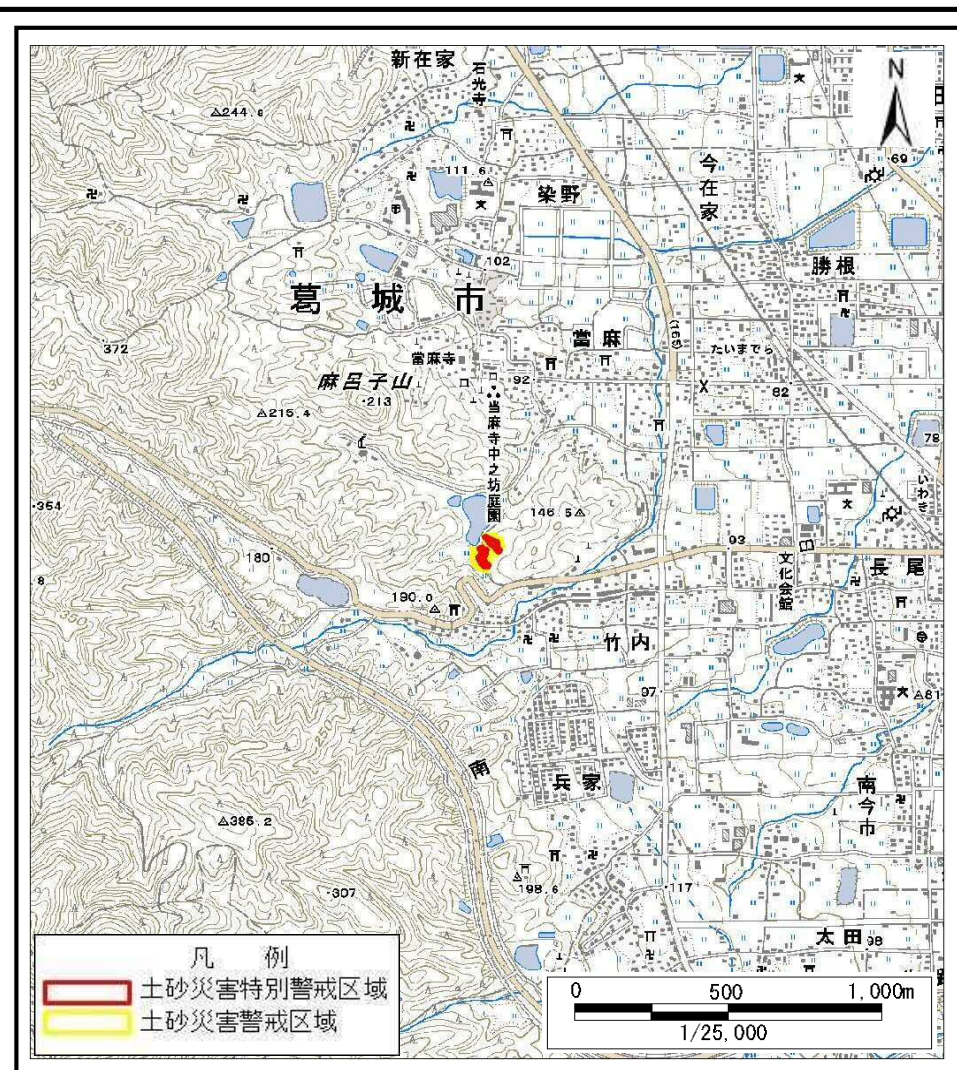 新在家
石光寺
N
田
△244.6
今在家
69
111.6
染野
102
75
勝根
葛城市
當麻
(165)
たいまでら
372
當麻寺
92
麻呂子山
・213
82
△215.4
当麻寺中之坊庭園
78
いわき
・354
146.5△
93
180
文化会館
長尾
190.0
竹内
97
△81
南
兵家
南今市
△385.2
198.6
・307
・117
太田
98
凡 例
土砂災害特別警戒区域
土砂災害警戒区域
0 500 1,000m
1/25,000